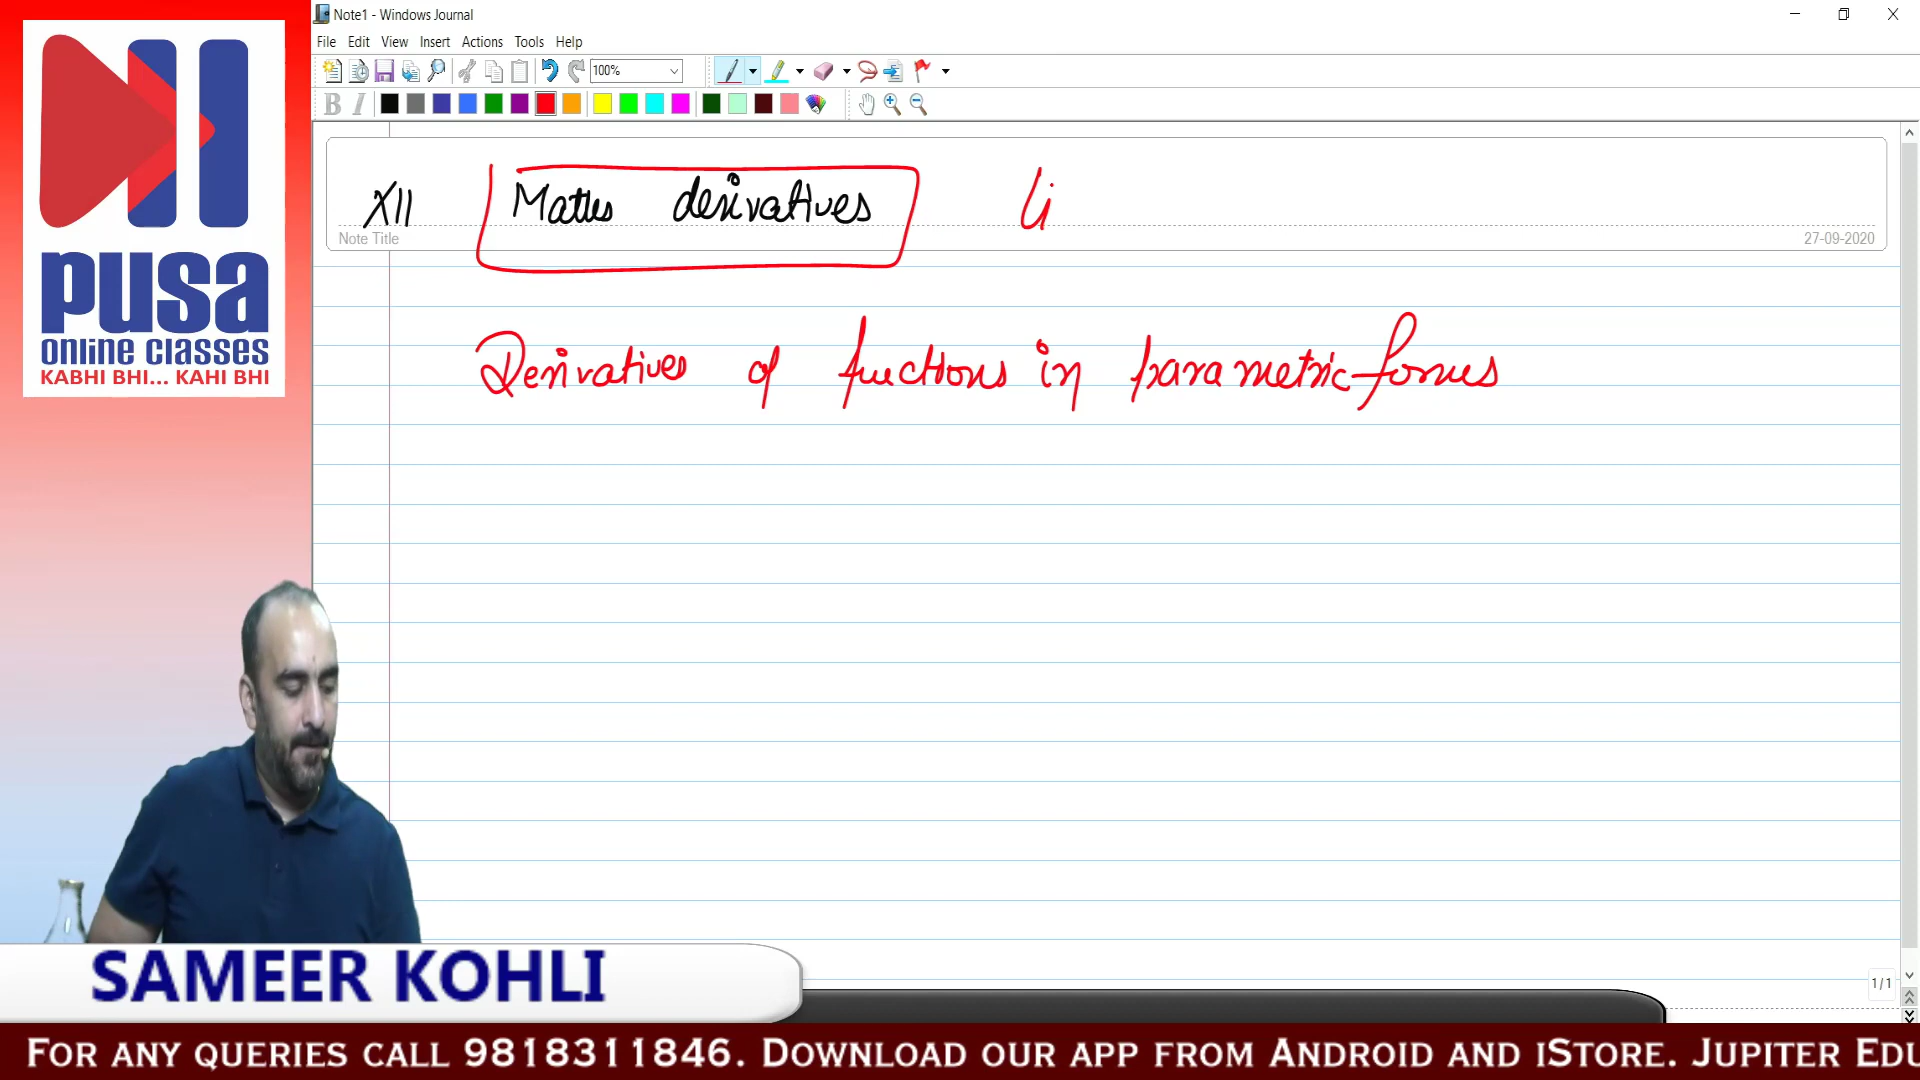 Note1 - Windows Journal
File Edit View Insert Actions Tools Help
100%
B I
XII Maths derivatives Li
Note Title
27-09-2020
Derivatives of fuctions in parametric forms
PUSA
ONLINE CLASSES
KABHI BHI... KAHI BHI
SAMEER KOHLI
1/1
FOR ANY QUERIES CALL 9818311846. DOWNLOAD OUR APP FROM ANDROID AND iSTORE. JUPITER EDU